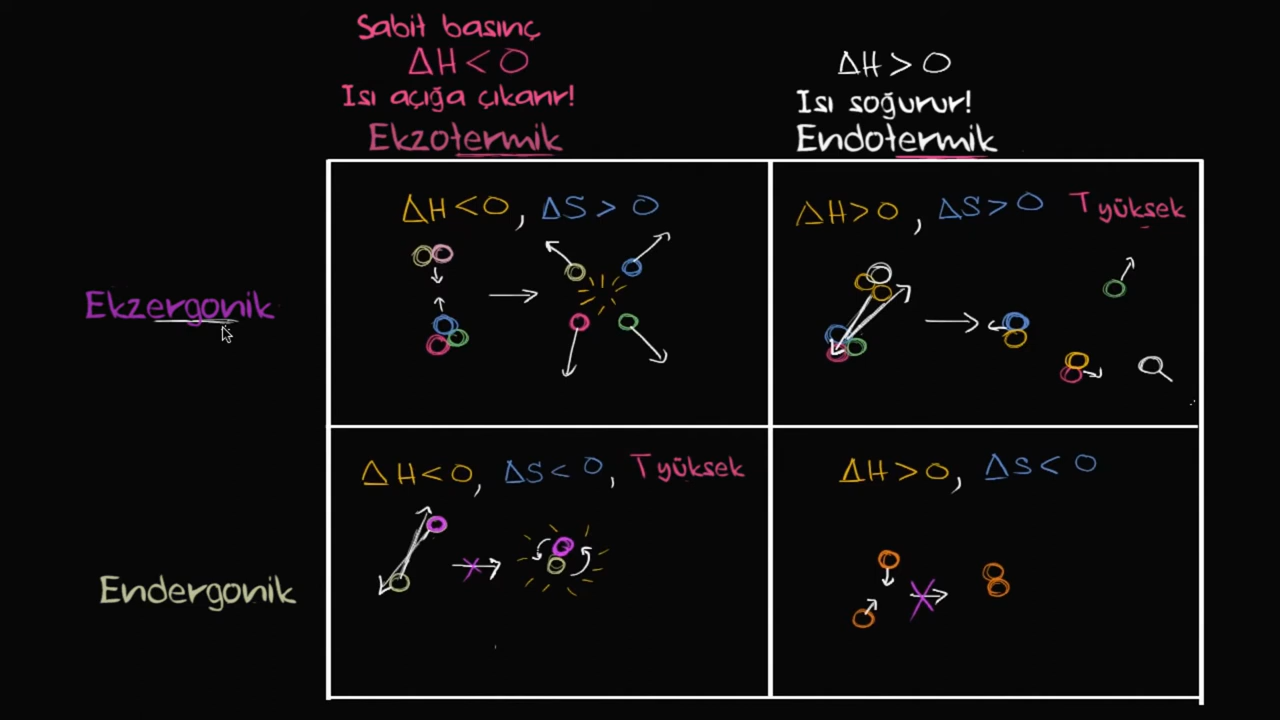 Sabit basınç
ΔH < 0
Isı açığa çıkarır!
Ekzotermik
ΔH > 0
Isı soğurur!
Endotermik
Ekzergonik
ΔH < 0, ΔS > 0
ΔH > 0, ΔS > 0 T yüksek
Endergonik
ΔH < 0, ΔS < 0, T yüksek
ΔH > 0, ΔS < 0